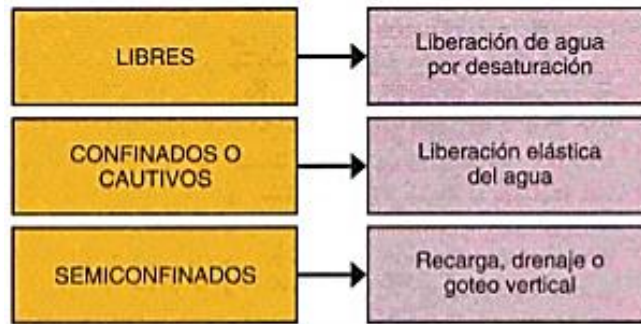 LIBRES
Liberación de agua
por desaturación
CONFINADOS O
CAUTIVOS
Liberación elástica
del agua
SEMICONFINADOS
Recarga, drenaje o
goteo vertical